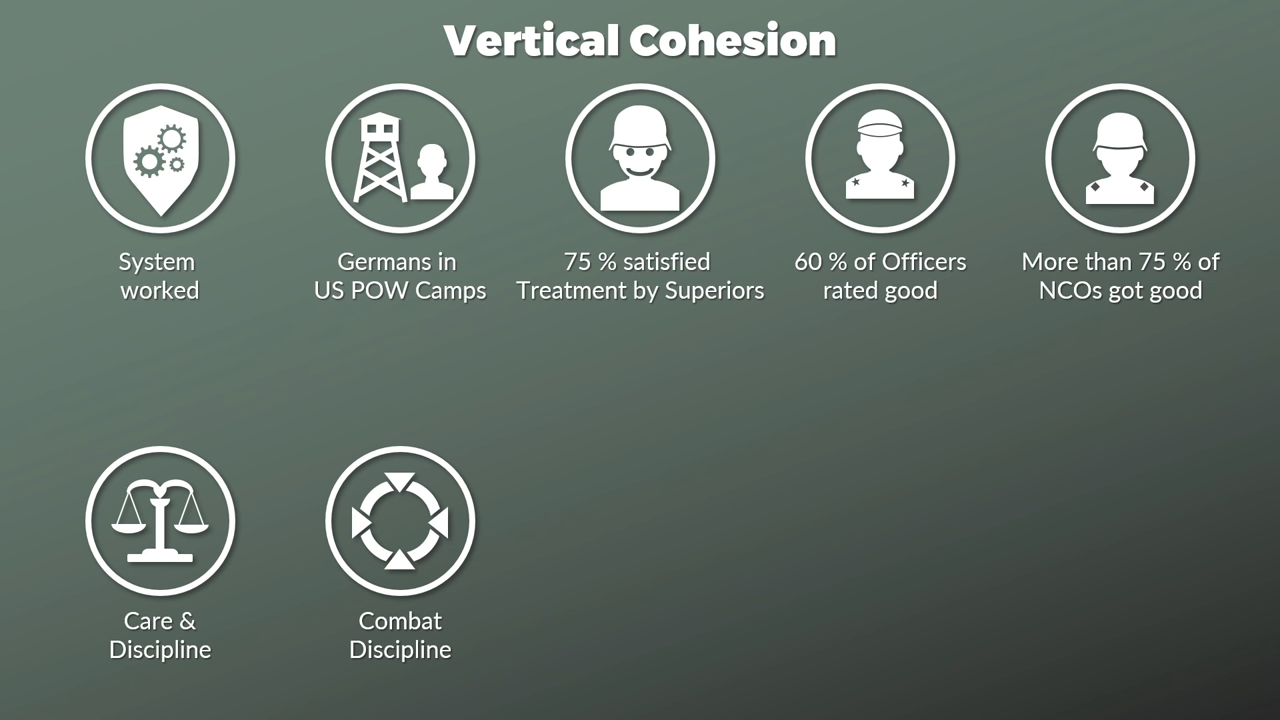 Vertical Cohesion
System
worked
Germans in
US POW Camps
75 % satisfied
Treatment by Superiors
60 % of Officers
rated good
More than 75 % of
NCOs got good
Care &
Discipline
Combat
Discipline